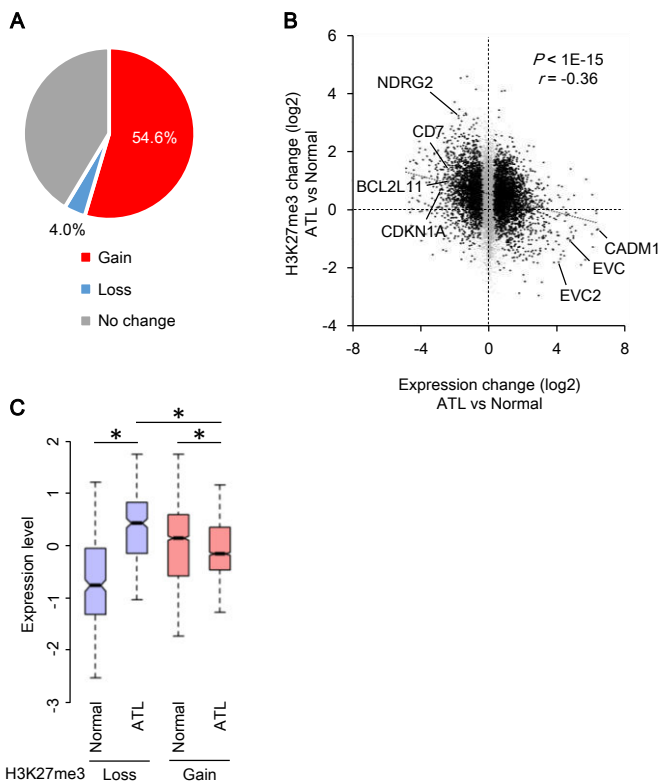 A
54.6%
4.0%
Gain
Loss
No change
B
H3K27me3 change (log2)
ATL vs Normal
6
4
2
0
-2
-4
P < 1E-15
r = -0.36
NDRG2
CD7
BCL2L11
CDKN1A
CADM1
EVC
EVC2
-8 -4 0 4 8
Expression change (log2)
ATL vs Normal
C
Expression level
2
1
0
-1
-2
-3
* * *
Normal ATL Normal ATL
H3K27me3 Loss Gain